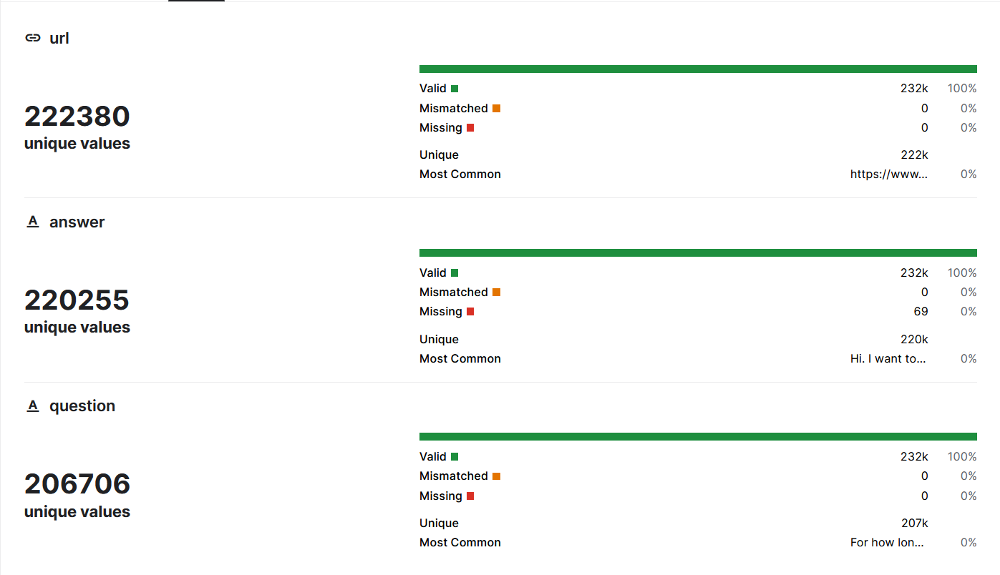 url
222380
unique values
Valid 232k 100%
Mismatched 0 0%
Missing 0 0%
Unique 222k
Most Common https://www... 0%
answer
220255
unique values
Valid 232k 100%
Mismatched 0 0%
Missing 69 0%
Unique 220k
Most Common Hi. I want to... 0%
question
206706
unique values
Valid 232k 100%
Mismatched 0 0%
Missing 0 0%
Unique 207k
Most Common For how lon... 0%